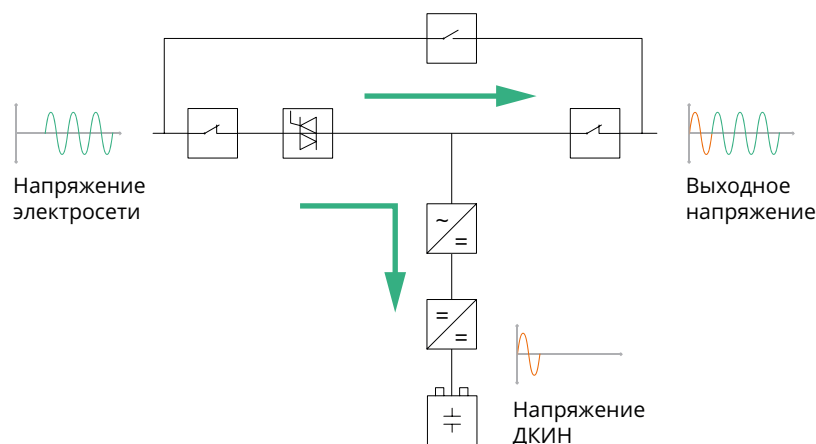 Напряжение
электросети
Выходное
напряжение
Напряжение
ДКИН